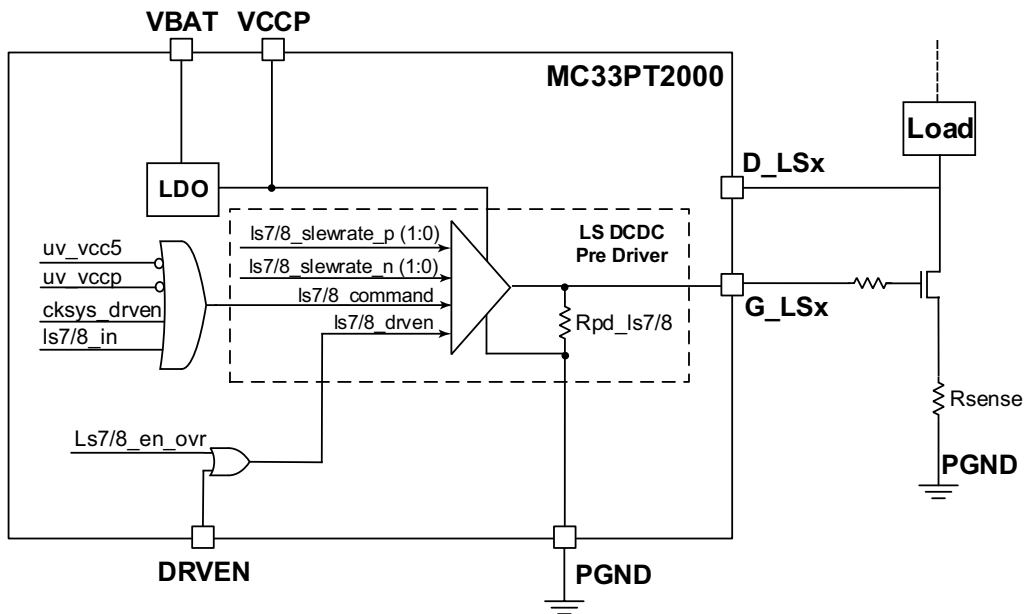 VBAT
VCCP
MC33PT2000
Load
D_LSx
LDO
LS DCDC
Pre Driver
ls7/8_slewrate_p (1:0)
uv_vcc5
ls7/8_slewrate_n (1:0)
uv_vccp
ls7/8_command
cksys_drven
G_LSx
ls7/8_drven
Rpd_ls7/8
ls7/8_in
Rsense
Ls7/8_en_ovr
PGND
DRVEN
PGND